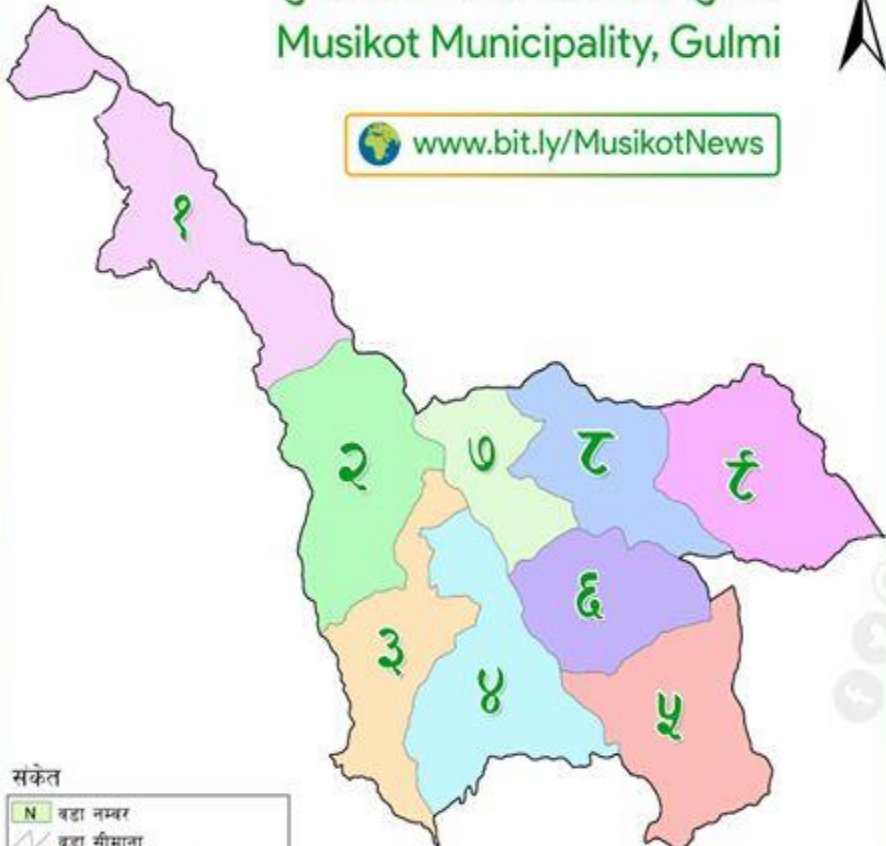 Musikot Municipality, Gulmi
www.bit.ly/MusikotNews
१
२
७
८
९
६
३
४
५
संकेत
N वडा नम्बर
वडा सीमाना